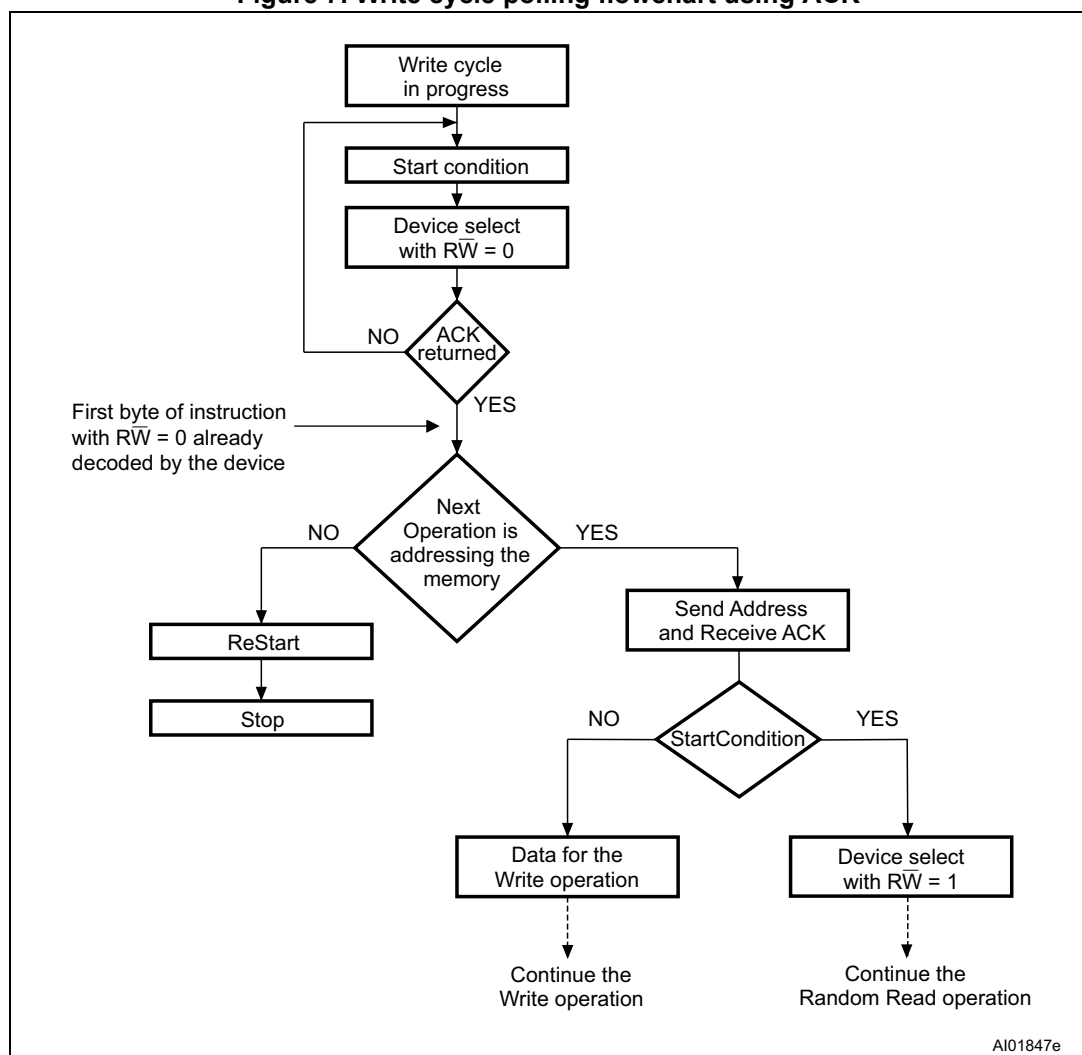 Figure 7. Write cycle polling flowchart using ACK
Write cycle
in progress
Start condition
Device select
with RW̅ = 0
NO
ACK
returned
YES
First byte of instruction
with RW̅ = 0 already
decoded by the device
Next
Operation is
addressing the
memory
NO
YES
Send Address
and Receive ACK
ReStart
Stop
NO
StartCondition
YES
Data for the
Write operation
Device select
with RW̅ = 1
Continue the
Write operation
Continue the
Random Read operation
AI01847e